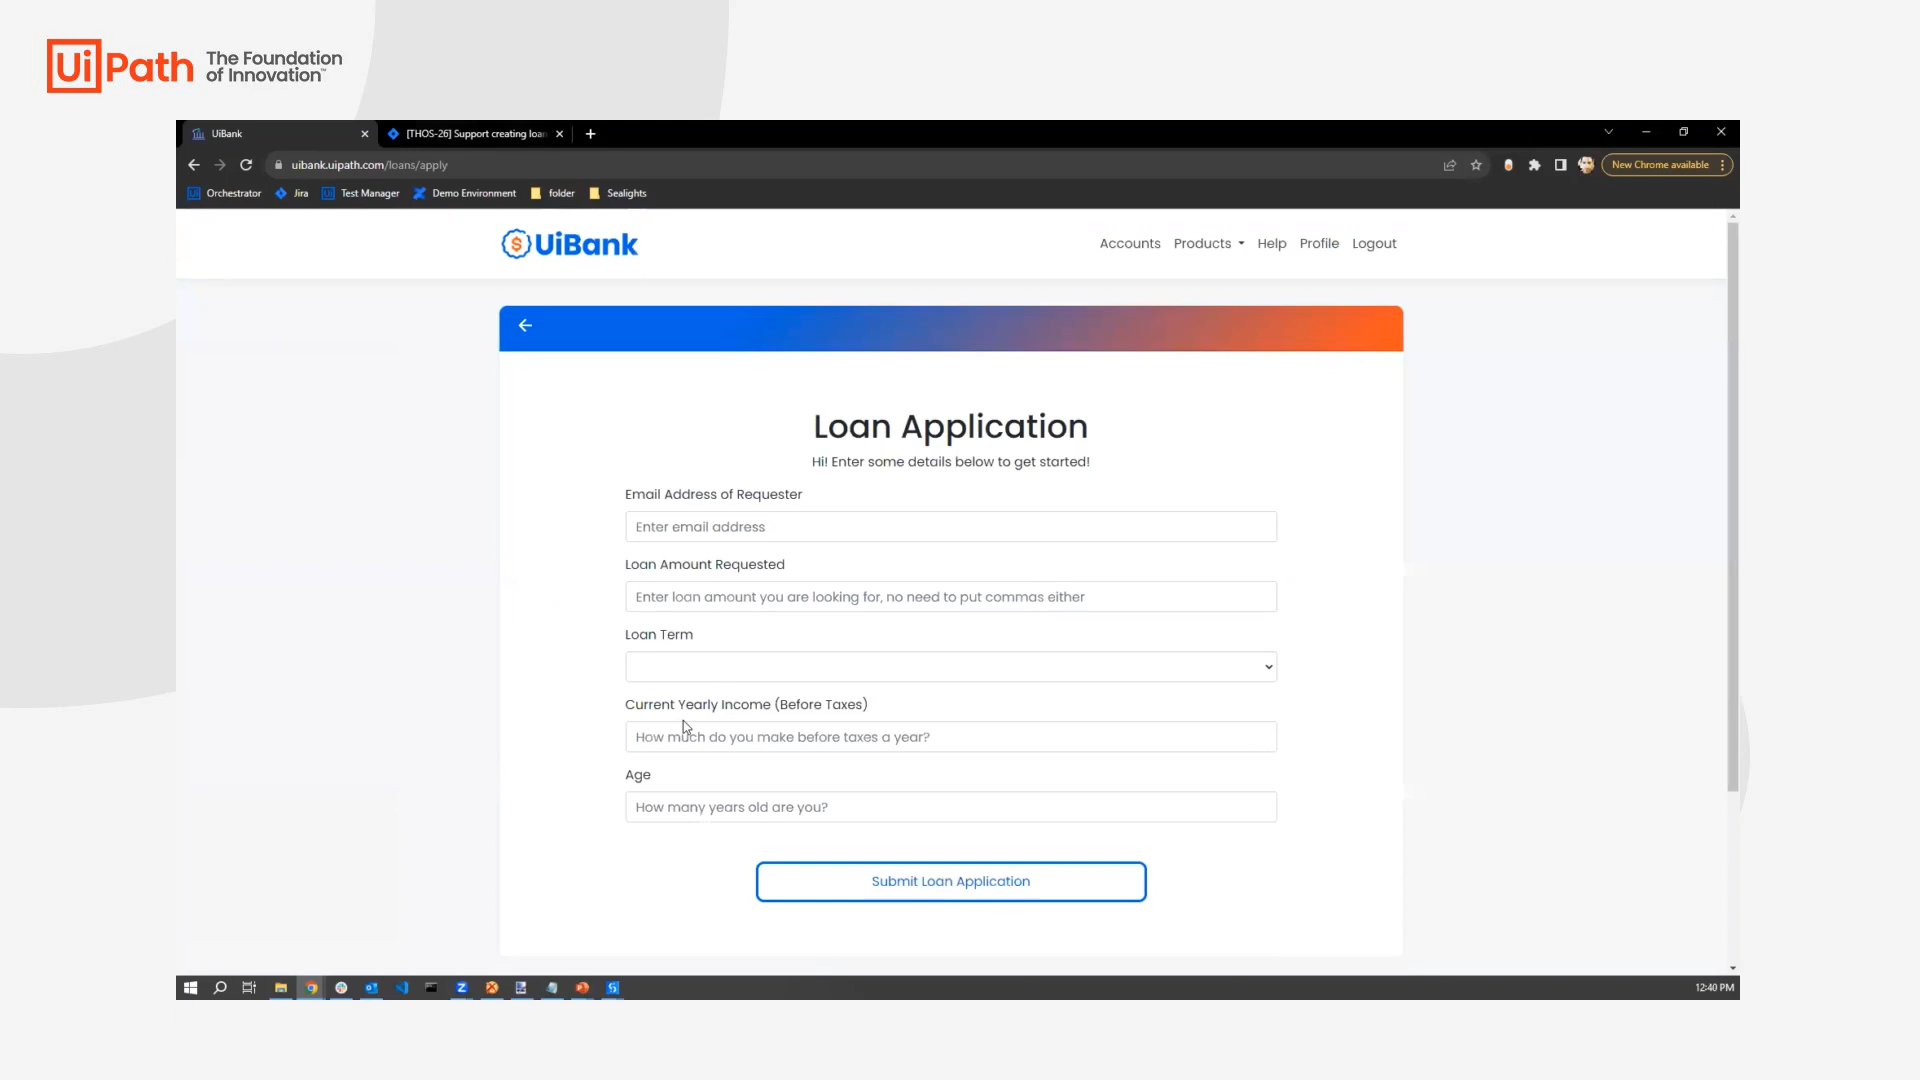 UiPath The Foundation
of Innovation™
UiBank
[THOS-26] Support creating loan
uibank.uipath.com/loans/apply
New Chrome available
Orchestrator Jira Test Manager Demo Environment folder Sealights
UiBank
Accounts Products Help Profile Logout
Loan Application
Hi! Enter some details below to get started!
Email Address of Requester
Enter email address
Loan Amount Requested
Enter loan amount you are looking for, no need to put commas either
Loan Term
Current Yearly Income (Before Taxes)
How much do you make before taxes a year?
Age
How many years old are you?
Submit Loan Application
12:40 PM